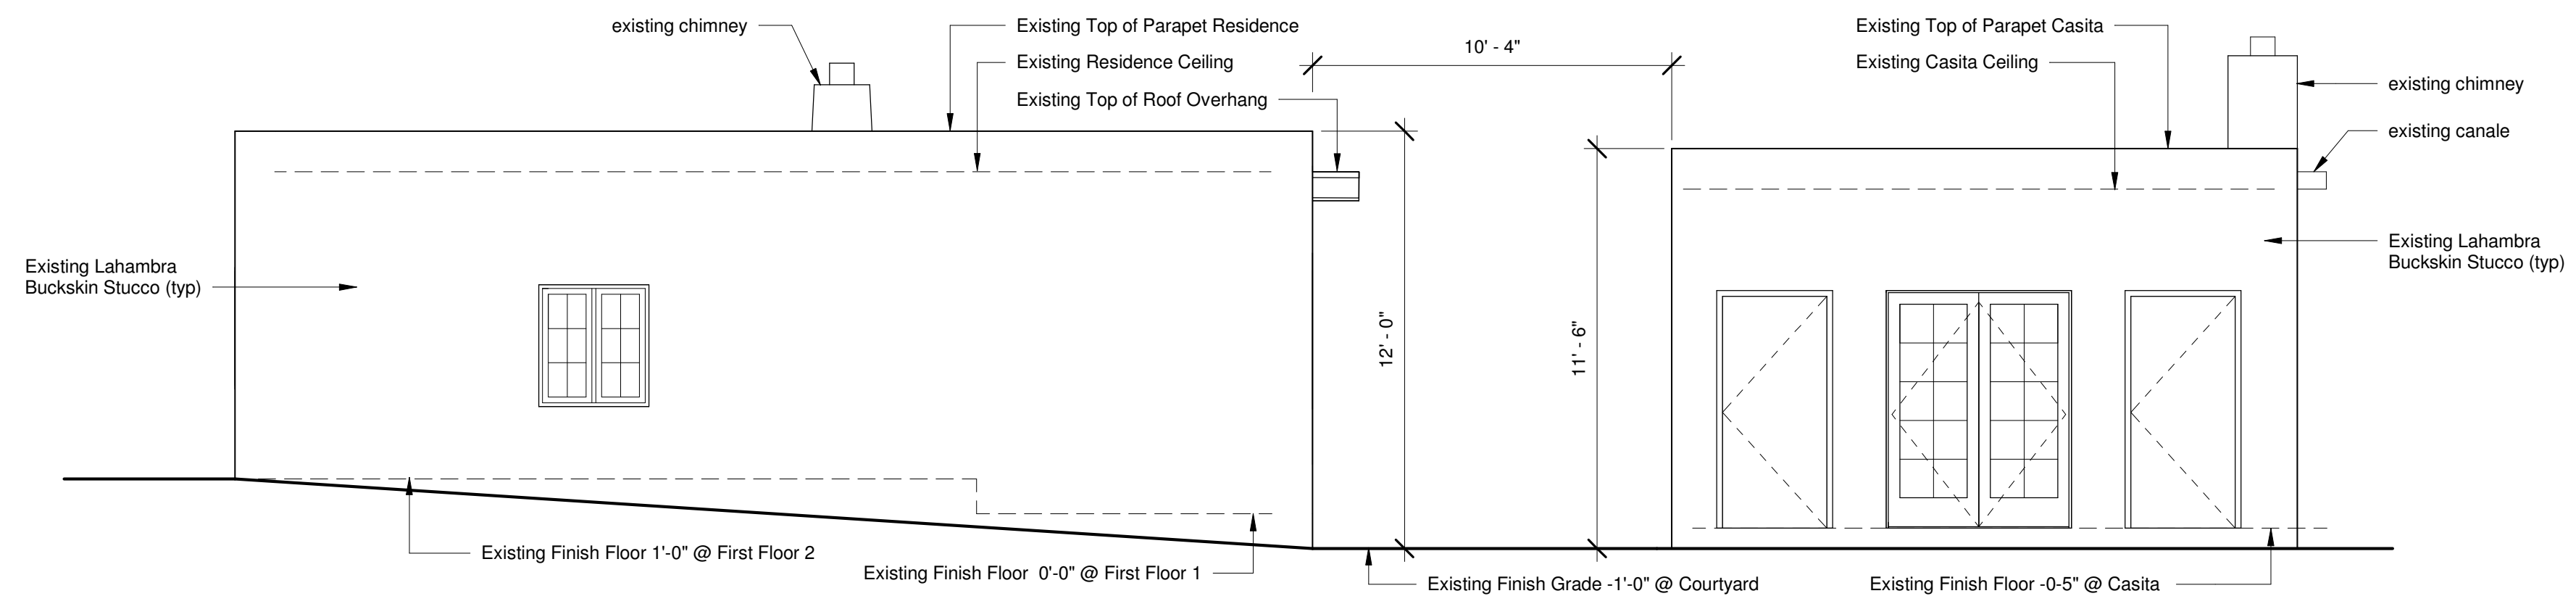 existing chimney
Existing Top of Parapet Residence
Existing Residence Ceiling
Existing Top of Roof Overhang
10' - 4"
Existing Top of Parapet Casita
Existing Casita Ceiling
existing chimney
existing canale
Existing Lahambra
Buckskin Stucco (typ)
12' - 0"
11' - 6"
Existing Lahambra
Buckskin Stucco (typ)
Existing Finish Floor 1'-0" @ First Floor 2
Existing Finish Floor 0'-0" @ First Floor 1
Existing Finish Grade -1'-0" @ Courtyard
Existing Finish Floor -0-5" @ Casita